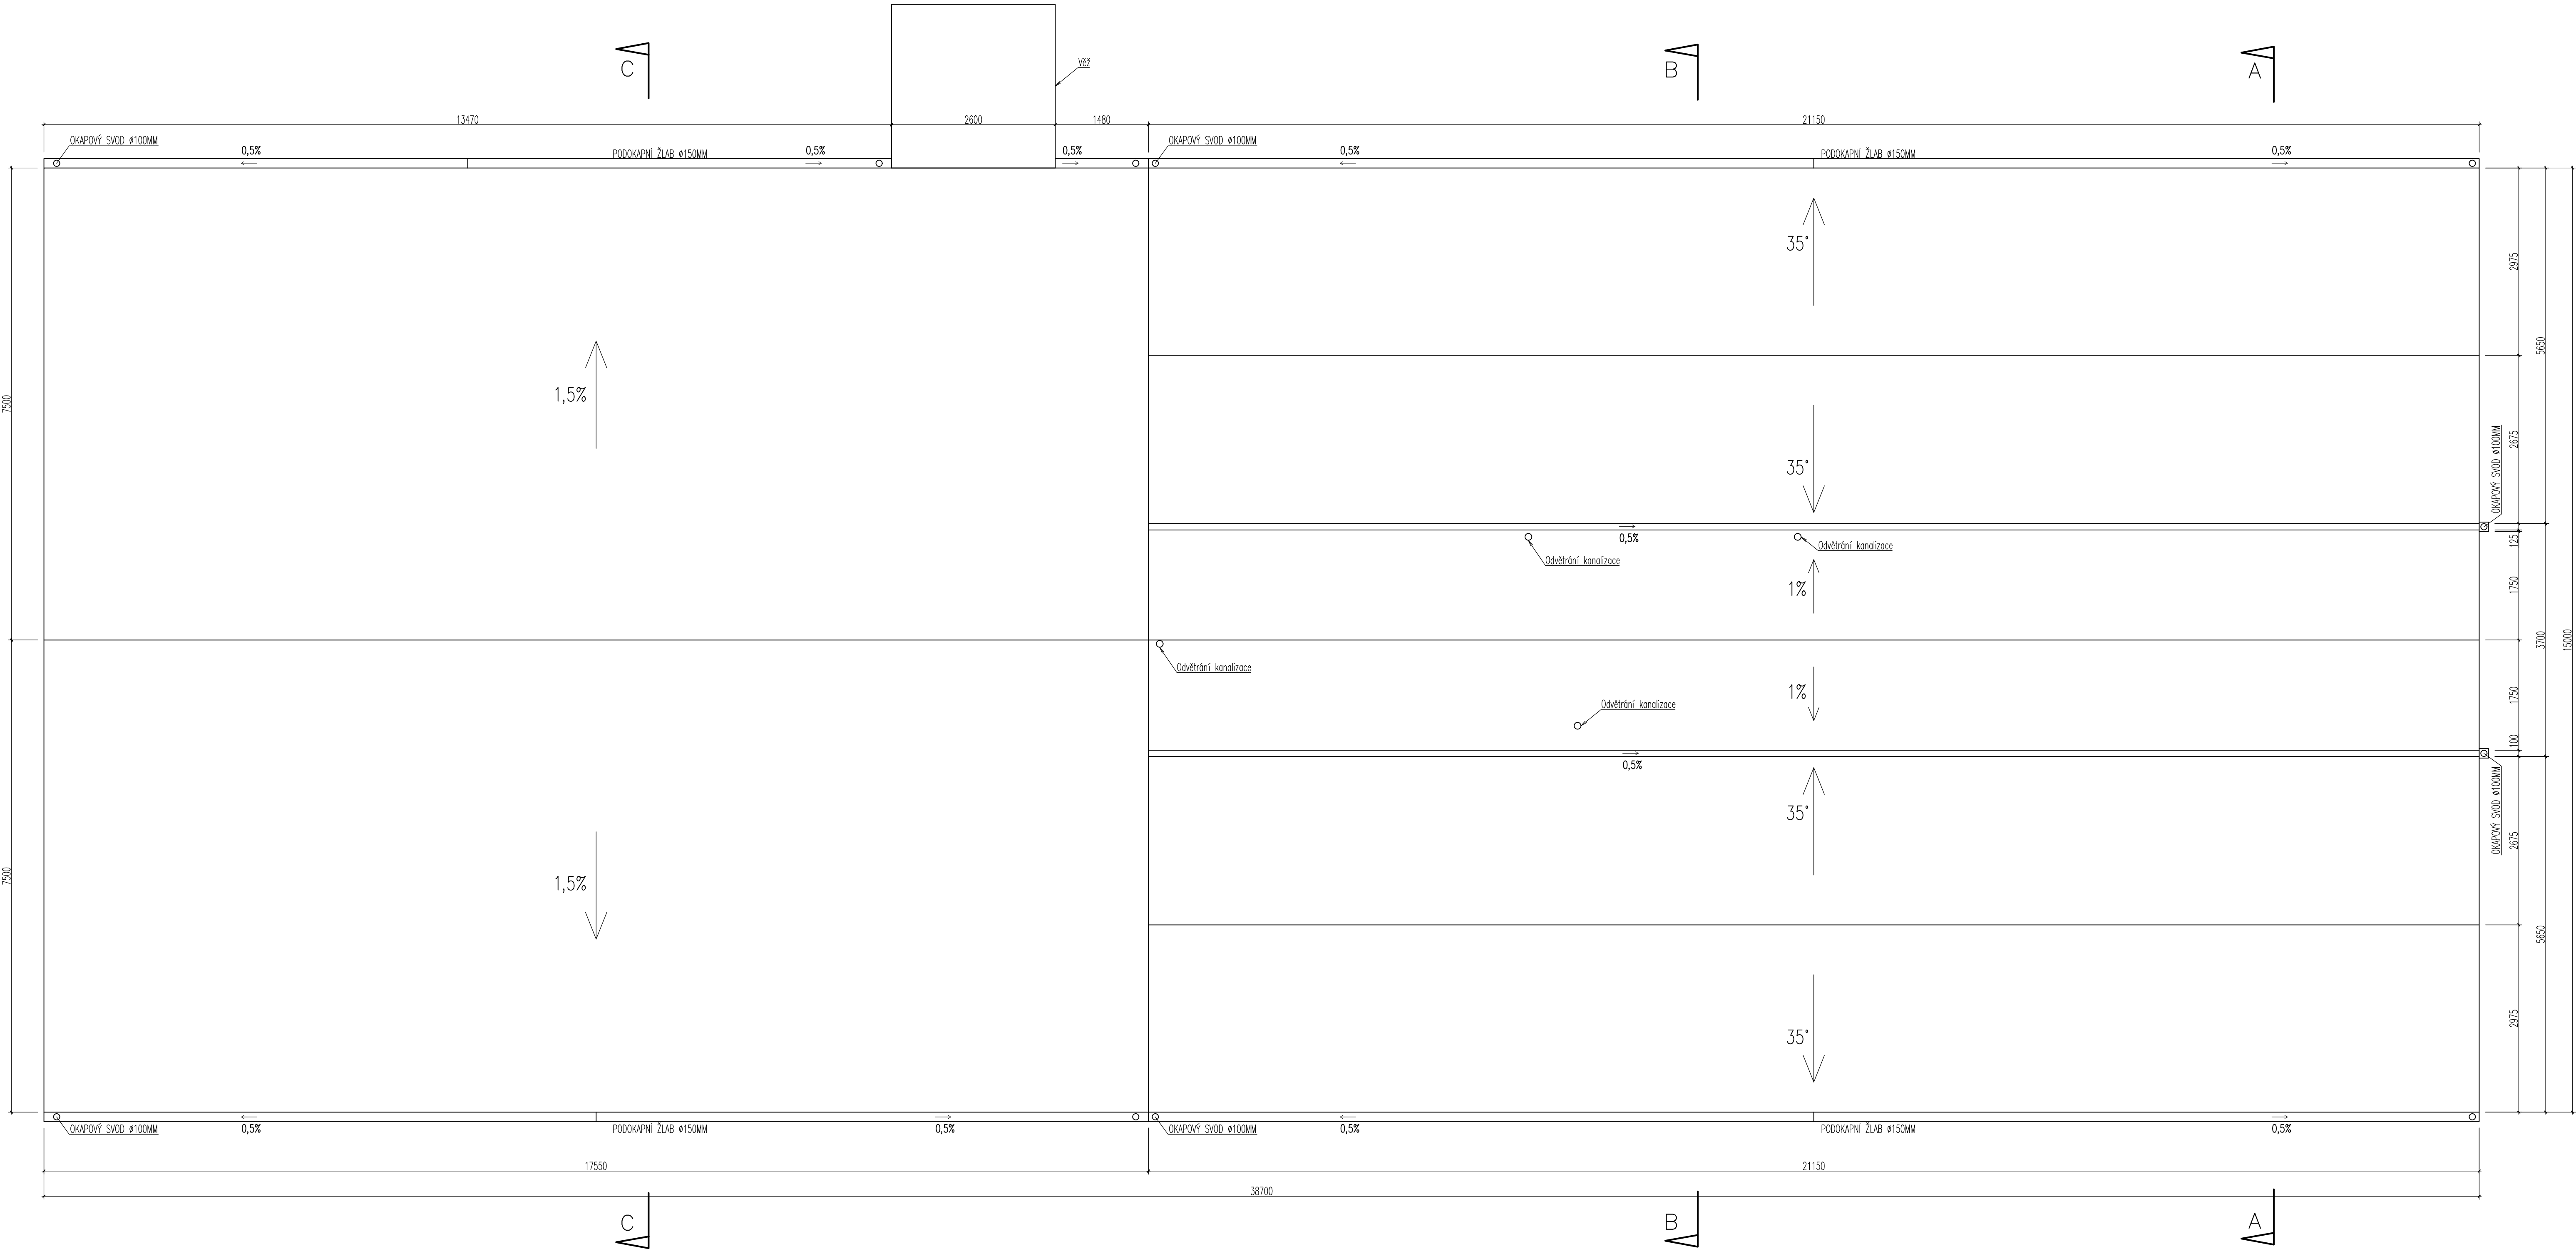 C
B
A
Věž
13470
2600
1480
21150
OKAPOVÝ SVOD ø100MM
0,5%
PODOKAPNÍ ŽLAB ø150MM
0,5%
0,5%
OKAPOVÝ SVOD ø100MM
0,5%
PODOKAPNÍ ŽLAB ø150MM
0,5%
35°
2975
5650
7500
1,5%
35°
2675
OKAPOVÝ SVOD ø100MM
0,5%
125
Odvětrání kanalizace
Odvětrání kanalizace
1%
1750
3700
15000
Odvětrání kanalizace
1%
1750
Odvětrání kanalizace
100
0,5%
OKAPOVÝ SVOD ø100MM
35°
2675
7500
1,5%
5650
35°
2975
OKAPOVÝ SVOD ø100MM
0,5%
PODOKAPNÍ ŽLAB ø150MM
0,5%
OKAPOVÝ SVOD ø100MM
0,5%
PODOKAPNÍ ŽLAB ø150MM
0,5%
17550
21150
38700
C
B
A